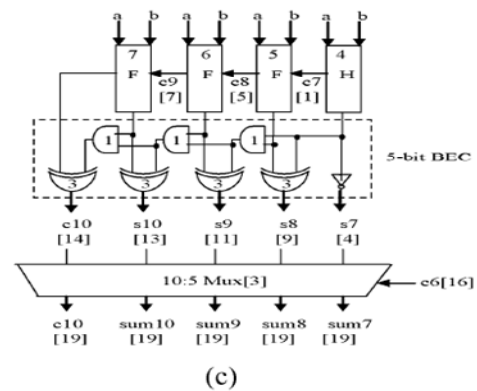 a b a b a b a b
7 6 5 4
F F F H
c9 c8 c7
[7] [5] [1]
1 1 1
5-bit BEC
3 3 3 3
c10 s10 s9 s8 s7
[14] [13] [11] [9] [4]
10:5 Mux[3]
c6[16]
c10 sum10 sum9 sum8 sum7
[19] [19] [19] [19] [19]
(c)